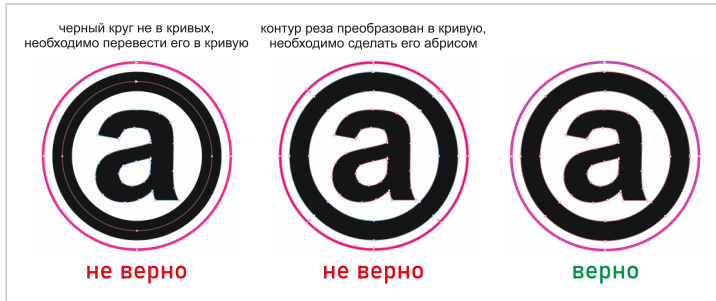 черный круг не в кривых,
необходимо перевести его в кривую
контур реза преобразован в кривую,
необходимо сделать его абрисом
a
a
a
не верно
не верно
верно